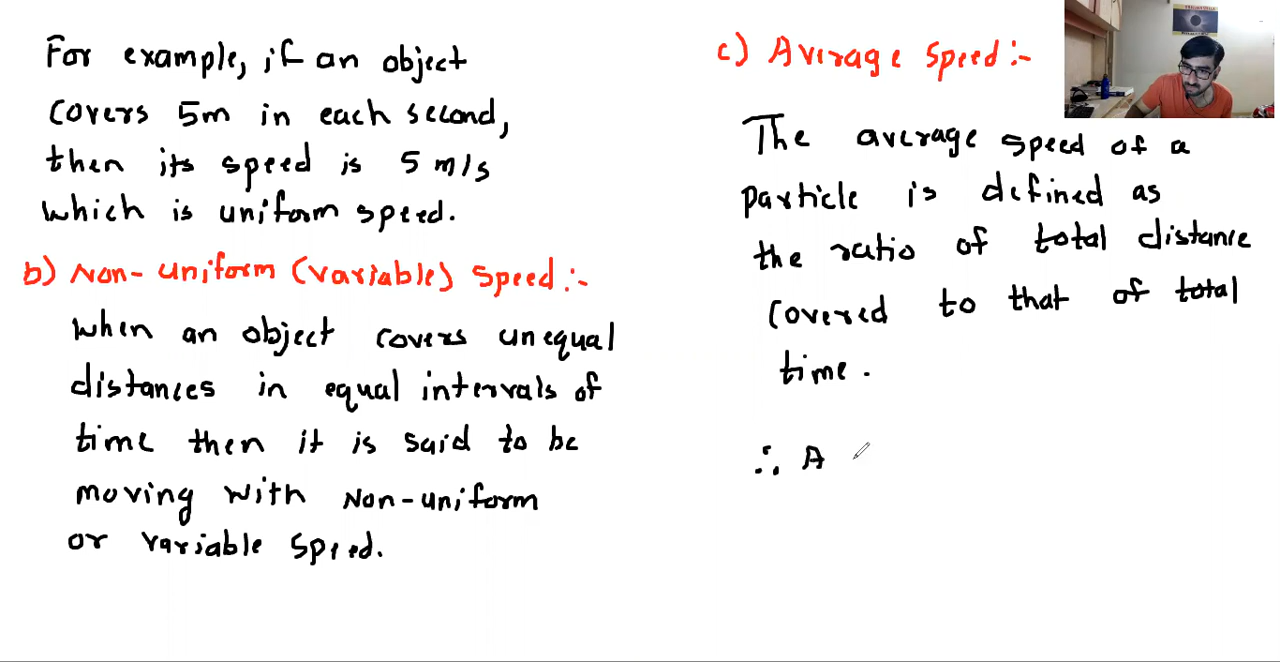 For example, if an object
covers 5m in each second,
then its speed is 5 m/s
which is uniform speed.
b) Non-uniform (variable) speed :-
when an object covers unequal
distances in equal intervals of
time then it is said to be
moving with Non-uniform
or variable speed.
c) Average speed :-
The average speed of a
particle is defined as
the ratio of total distance
covered to that of total
time.
∴ A